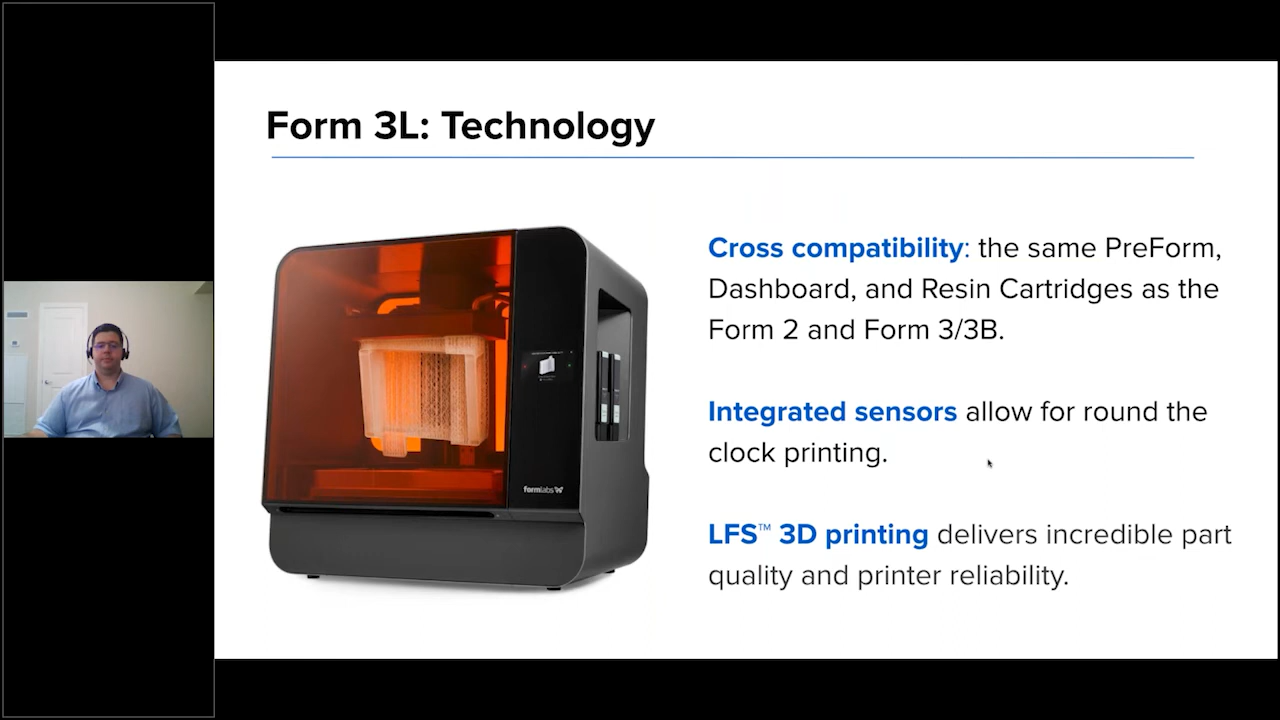 Form 3L: Technology
Cross compatibility: the same PreForm,
Dashboard, and Resin Cartridges as the
Form 2 and Form 3/3B.
Integrated sensors allow for round the
clock printing.
LFS™ 3D printing delivers incredible part
quality and printer reliability.
formlabs